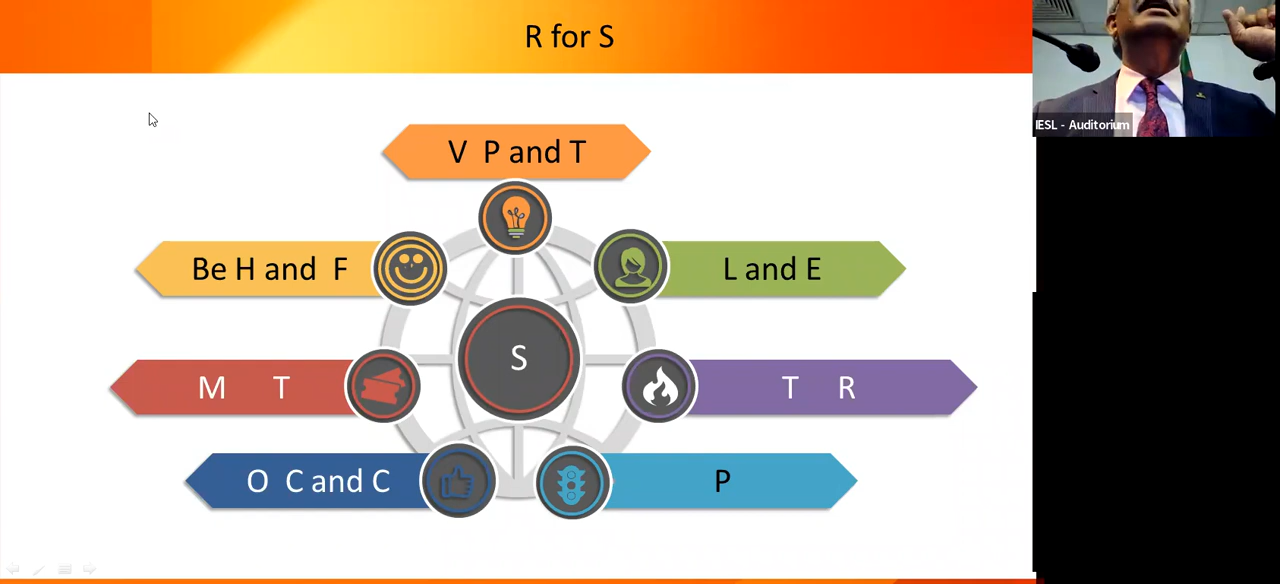 R for S
IESL - Auditorium
V P and T
Be H and F
L and E
S
M T
T R
O C and C
P